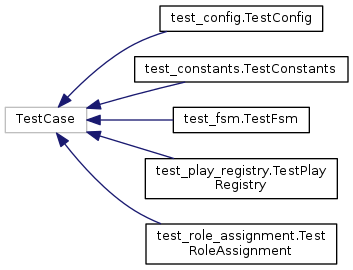 test_config.TestConfig
test_constants.TestConstants
TestCase
test_fsm.TestFsm
test_play_registry.TestPlay
Registry
test_role_assignment.Test
RoleAssignment